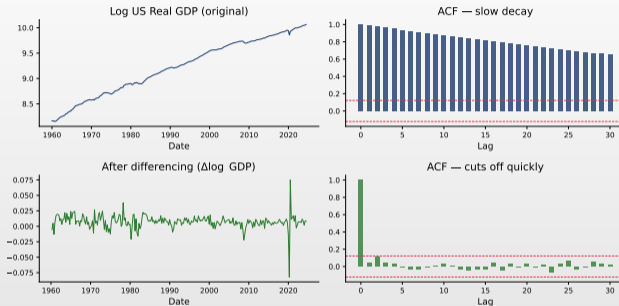 Log US Real GDP (original)
10.0
9.5
9.0
8.5
1960 1970 1980 1990 2000 2010 2020
Date
ACF — slow decay
1.0
0.8
0.6
0.4
0.2
0.0
0 5 10 15 20 25 30
Lag
After differencing (Δlog GDP)
0.075
0.050
0.025
0.000
−0.025
−0.050
−0.075
1960 1970 1980 1990 2000 2010 2020
Date
ACF — cuts off quickly
1.0
0.8
0.6
0.4
0.2
0.0
0 5 10 15 20 25 30
Lag